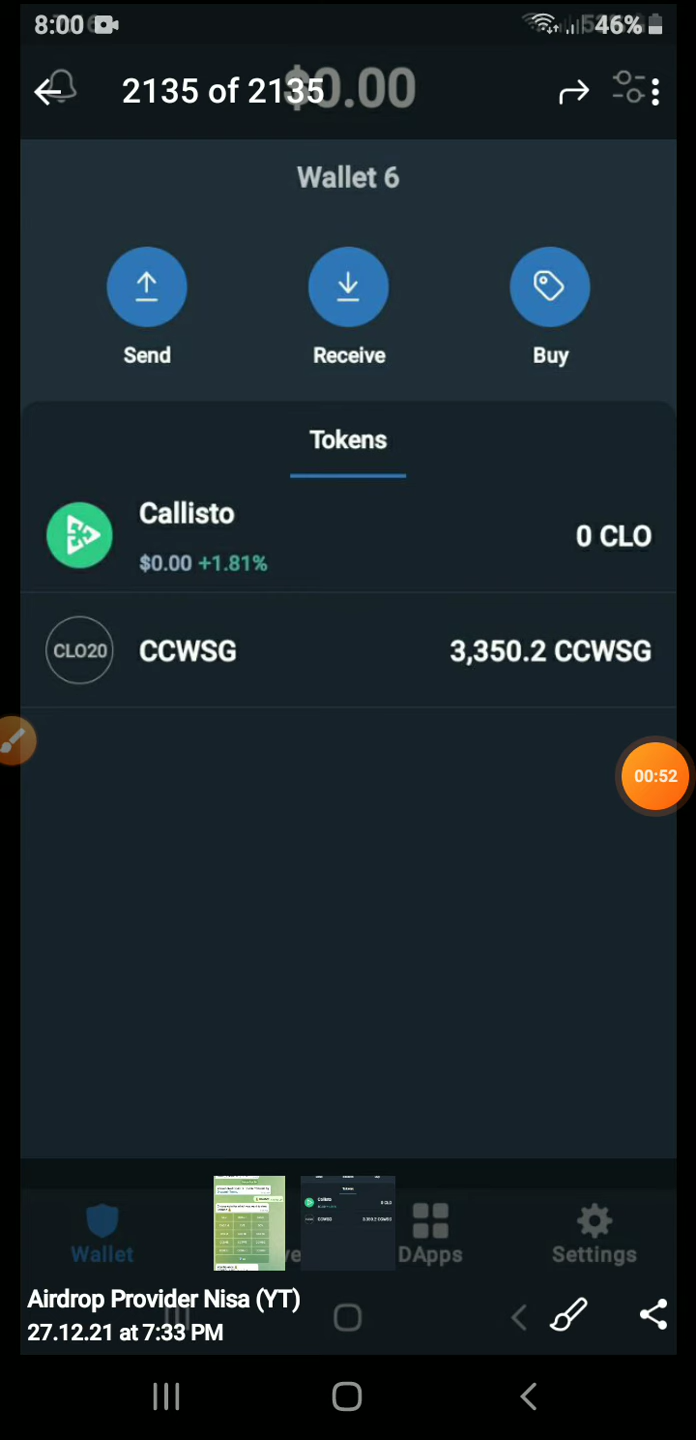 8:00 46%
2135 of 2135 $0.00
Wallet 6
Send Receive Buy
Tokens
Callisto
0 CLO
$0.00 +1.81%
CLO20 CCWSG 3,350.2 CCWSG
00:52
Wallet DApps Settings
Airdrop Provider Nisa (YT)
27.12.21 at 7:33 PM